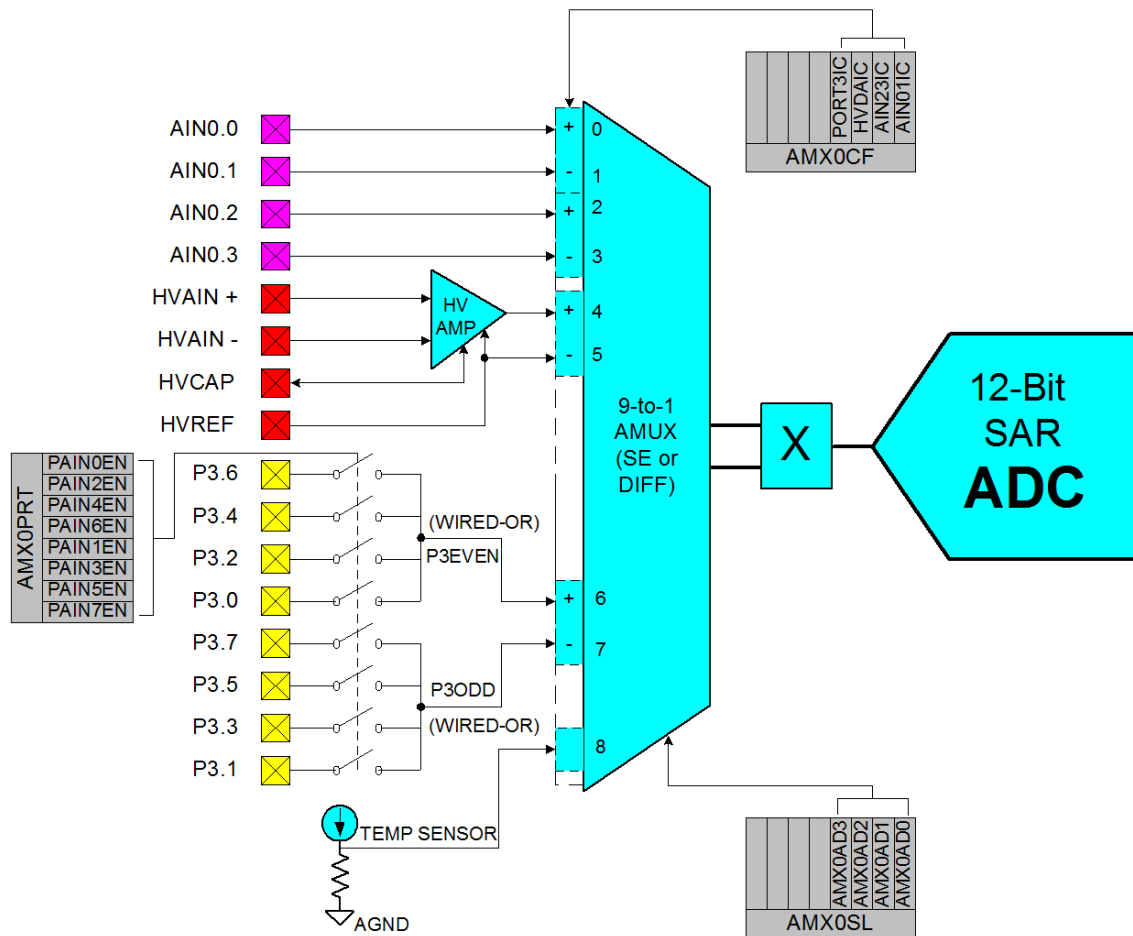 PORT3IC
HVDAIC
AIN23IC
AIN01IC
AMX0CF
AIN0.0
AIN0.1
AIN0.2
AIN0.3
HVAIN +
HVAIN -
HVCAP
HVREF
HV
AMP
+
-
+
-
+
-
+
-
0
1
2
3
4
5
6
7
8
9-to-1
AMUX
(SE or
DIFF)
X
12-Bit
SAR
ADC
AMX0PRT
PAIN0EN
PAIN2EN
PAIN4EN
PAIN6EN
PAIN1EN
PAIN3EN
PAIN5EN
PAIN7EN
P3.6
P3.4
P3.2
P3.0
P3.7
P3.5
P3.3
P3.1
(WIRED-OR)
P3EVEN
P3ODD
(WIRED-OR)
TEMP SENSOR
AGND
AMX0AD3
AMX0AD2
AMX0AD1
AMX0AD0
AMX0SL